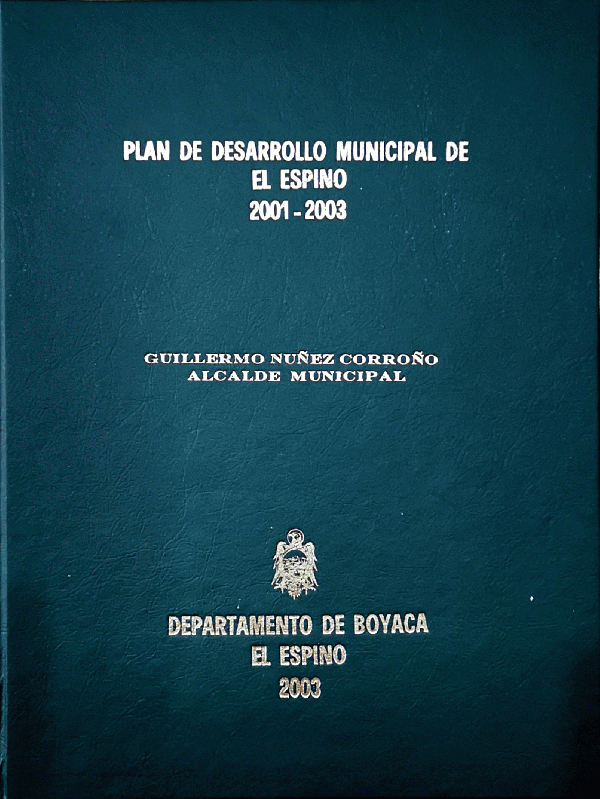 PLAN DE DESARROLLO MUNICIPAL DE
EL ESPINO
2001 - 2003
GUILLERMO NUÑEZ CORROÑO
ALCALDE MUNICIPAL
DEPARTAMENTO DE BOYACA
EL ESPINO
2003